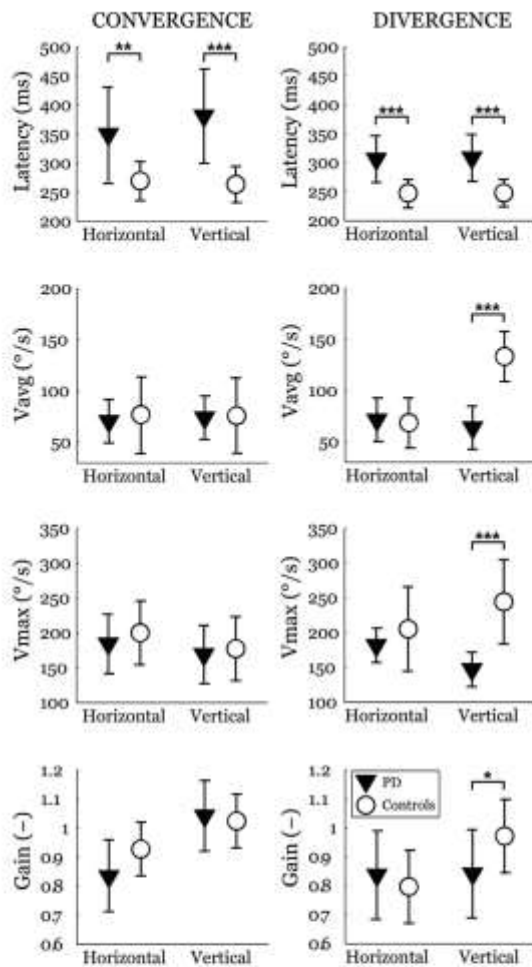 CONVERGENCE
DIVERGENCE
Latency (ms)
500
450
400
350
300
250
200
**
***
Horizontal
Vertical
Latency (ms)
500
450
400
350
300
250
200
***
***
Horizontal
Vertical
Vavg (°/s)
200
150
100
50
Horizontal
Vertical
Vavg (°/s)
200
150
100
50
***
Horizontal
Vertical
Vmax (°/s)
350
300
250
200
150
100
Horizontal
Vertical
Vmax (°/s)
350
300
250
200
150
100
***
Horizontal
Vertical
Gain (–)
1.2
1.1
1
0.9
0.8
0.7
0.6
Horizontal
Vertical
Gain (–)
1.2
1.1
1
0.9
0.8
0.7
0.6
PD
Controls
*
Horizontal
Vertical